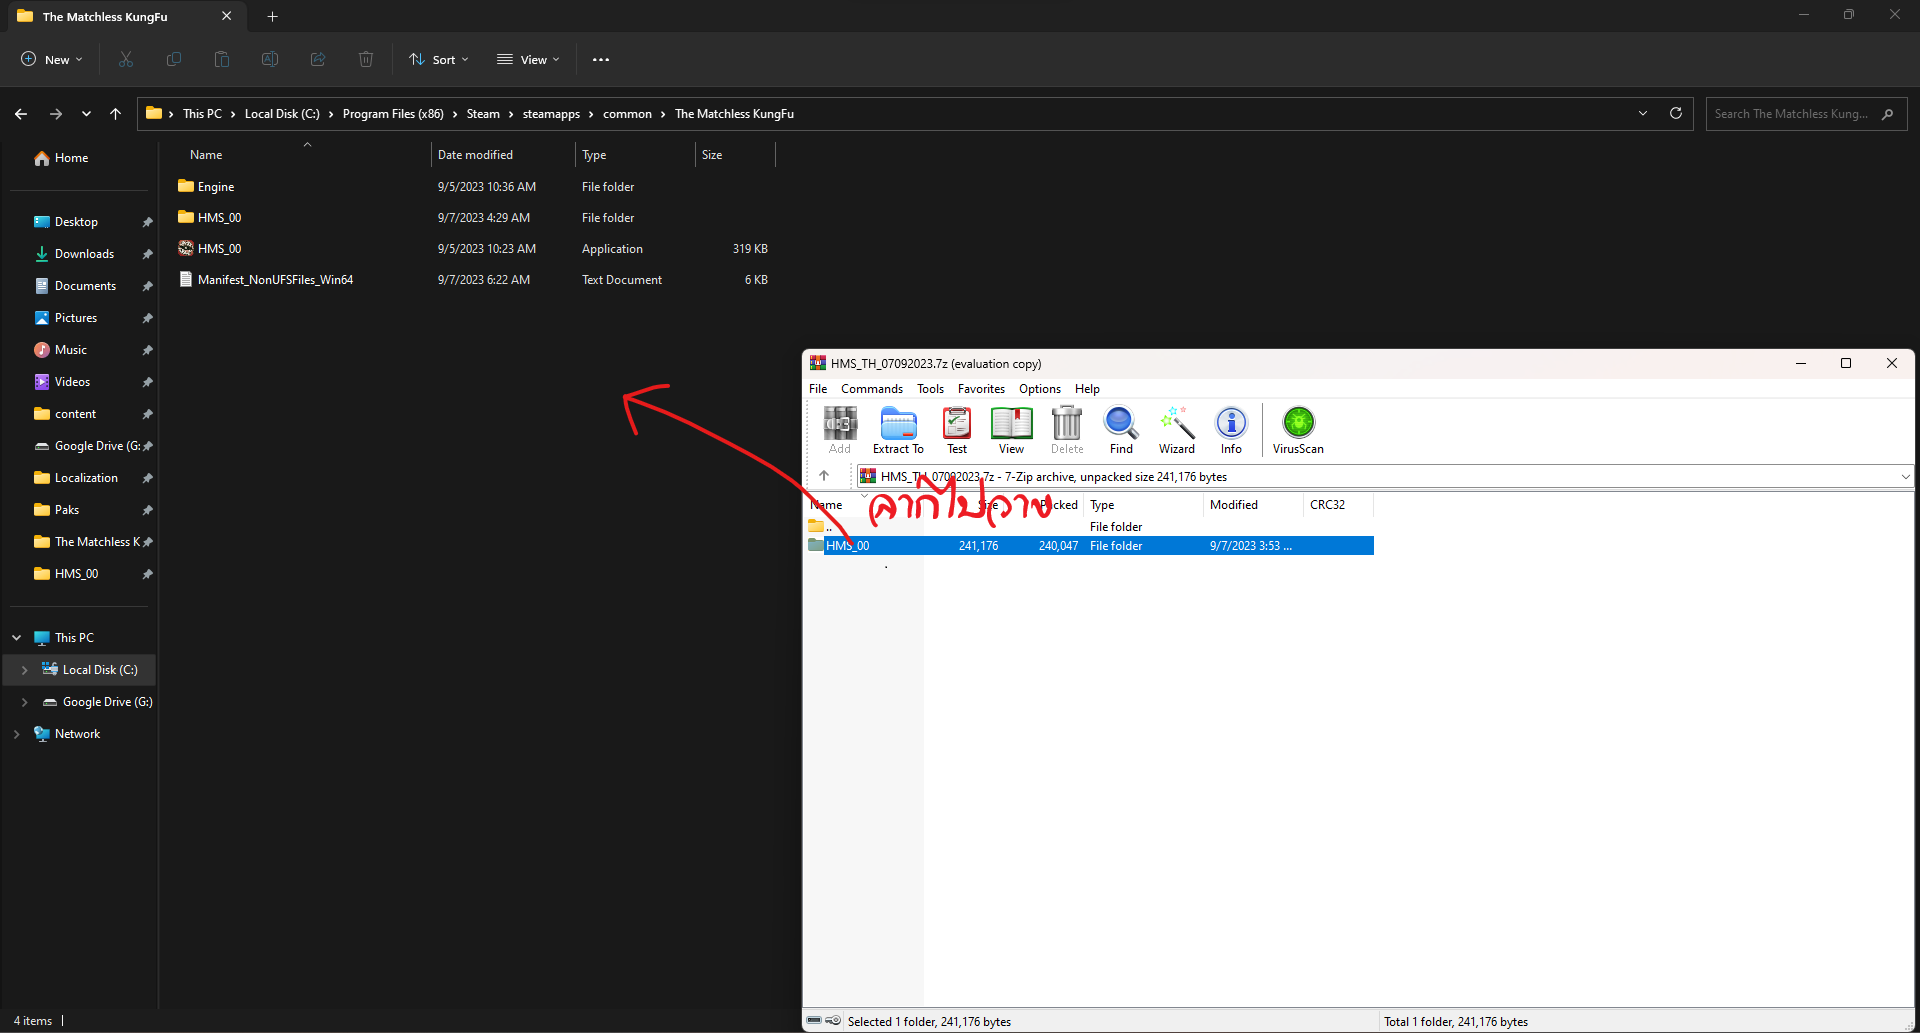 The Matchless KungFu
New
Sort
View
This PC > Local Disk (C:) > Program Files (x86) > Steam > steamapps > common > The Matchless KungFu
Search The Matchless Kung...
Name Date modified Type Size
Engine 9/5/2023 10:36 AM File folder
HMS_00 9/7/2023 4:29 AM File folder
HMS_00 9/5/2023 10:23 AM Application 319 KB
Manifest_NonUFSFiles_Win64 9/7/2023 6:22 AM Text Document 6 KB
Home
Desktop
Downloads
Documents
Pictures
Music
Videos
content
Google Drive (G:
Localization
Paks
The Matchless K
HMS_00
This PC
Local Disk (C:)
Google Drive (G:)
Network
4 items
HMS_TH_07092023.7z (evaluation copy)
File Commands Tools Favorites Options Help
Add Extract To Test View Delete Find Wizard Info VirusScan
HMS_TH_07092023.7z - 7-Zip archive, unpacked size 241,176 bytes
Name Size Packed Type Modified CRC32
ลากไปวาง
.. File folder
HMS_00 241,176 240,047 File folder 9/7/2023 3:53 ...
Selected 1 folder, 241,176 bytes
Total 1 folder, 241,176 bytes